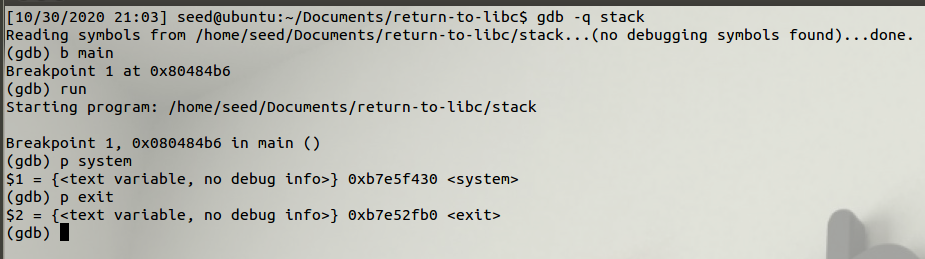 [10/30/2020 21:03] seed@ubuntu:~/Documents/return-to-libc$ gdb -q stack
Reading symbols from /home/seed/Documents/return-to-libc/stack...(no debugging symbols found)...done.
(gdb) b main
Breakpoint 1 at 0x80484b6
(gdb) run
Starting program: /home/seed/Documents/return-to-libc/stack
Breakpoint 1, 0x080484b6 in main ()
(gdb) p system
$1 = {<text variable, no debug info>} 0xb7e5f430 <system>
(gdb) p exit
$2 = {<text variable, no debug info>} 0xb7e52fb0 <exit>
(gdb)